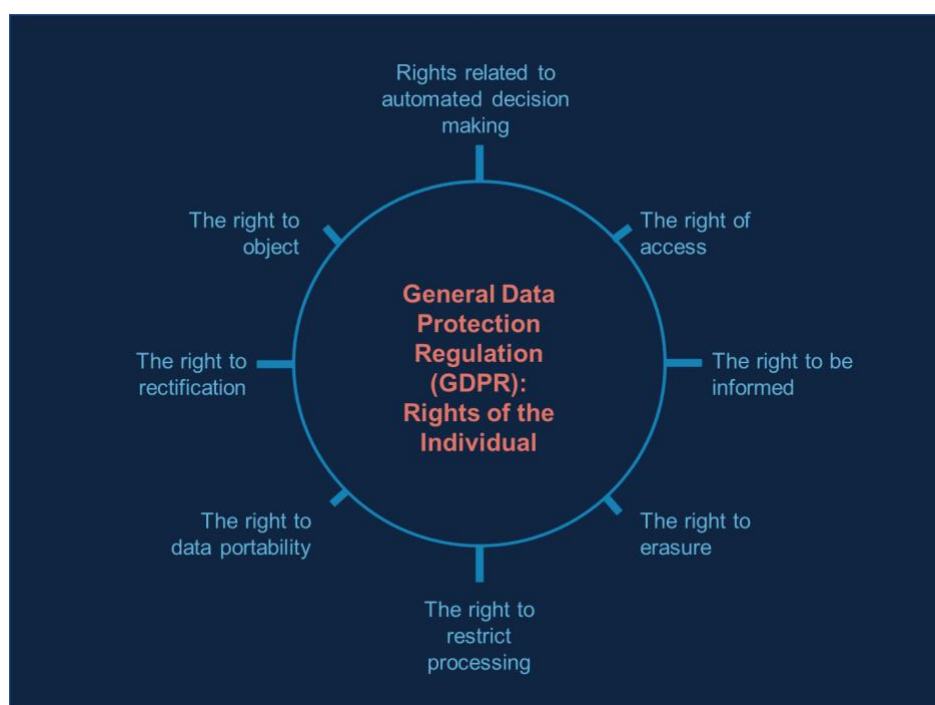 Rights related to
automated decision
making
The right to
object
The right of
access
General Data
Protection
Regulation
(GDPR):
Rights of the
Individual
The right to
rectification
The right to be
informed
The right to
data portability
The right to
erasure
The right to
restrict
processing